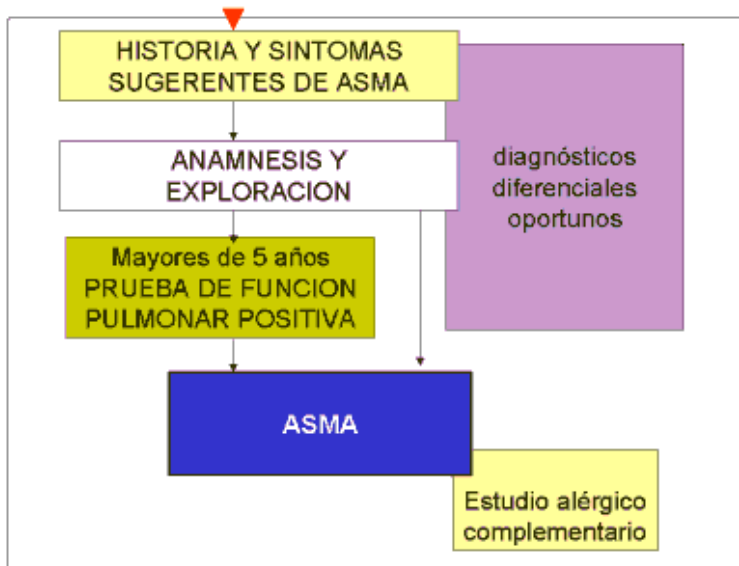 HISTORIA Y SINTOMAS
SUGERENTES DE ASMA
ANAMNESIS Y
EXPLORACION
diagnósticos
diferenciales
oportunos
Mayores de 5 años
PRUEBA DE FUNCION
PULMONAR POSITIVA
ASMA
Estudio alérgico
complementario